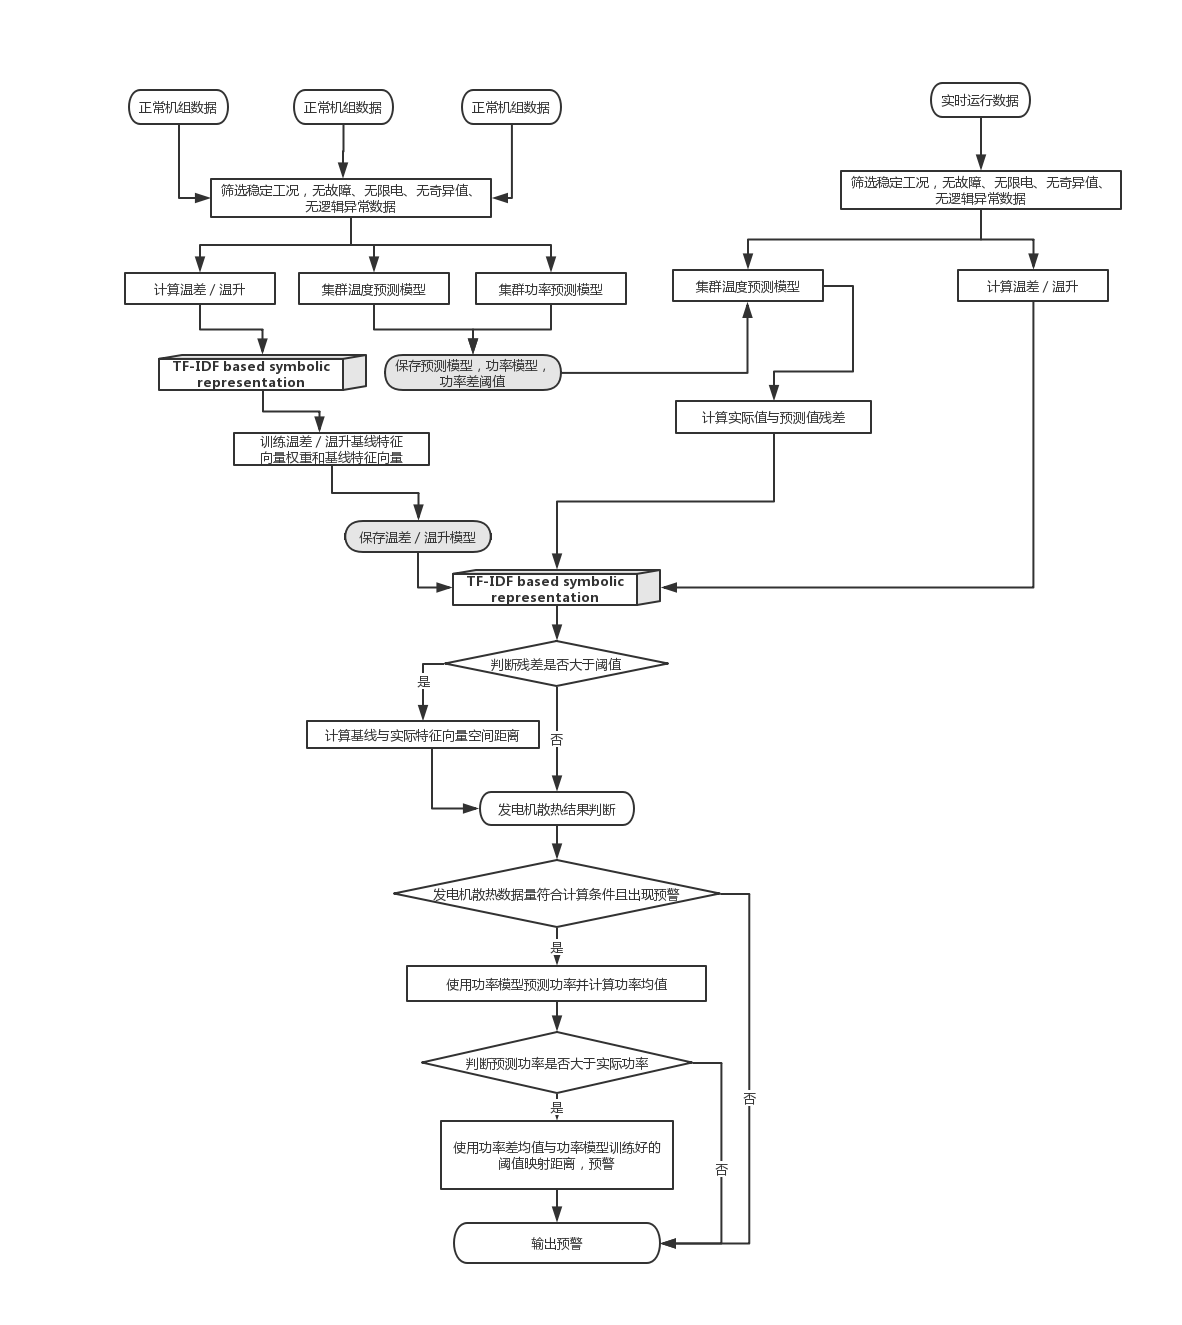 正常机组数据
正常机组数据
正常机组数据
实时运行数据
筛选稳定工况，无故障、无限电、无奇异值、
无逻辑异常数据
筛选稳定工况，无故障、无限电、无奇异值、
无逻辑异常数据
计算温差 / 温升
集群温度预测模型
集群功率预测模型
集群温度预测模型
计算温差 / 温升
TF-IDF based symbolic
representation
保存预测模型，功率模型，
功率差阈值
计算实际值与预测值残差
训练温差 / 温升基线特征
向量权重和基线特征向量
保存温差 / 温升模型
TF-IDF based symbolic
representation
判断残差是否大于阈值
是
计算基线与实际特征向量空间距离
否
发电机散热结果判断
发电机散热数据量符合计算条件且出现预警
是
使用功率模型预测功率并计算功率均值
判断预测功率是否大于实际功率
否
是
使用功率差均值与功率模型训练好的
阈值映射距离，预警
否
输出预警